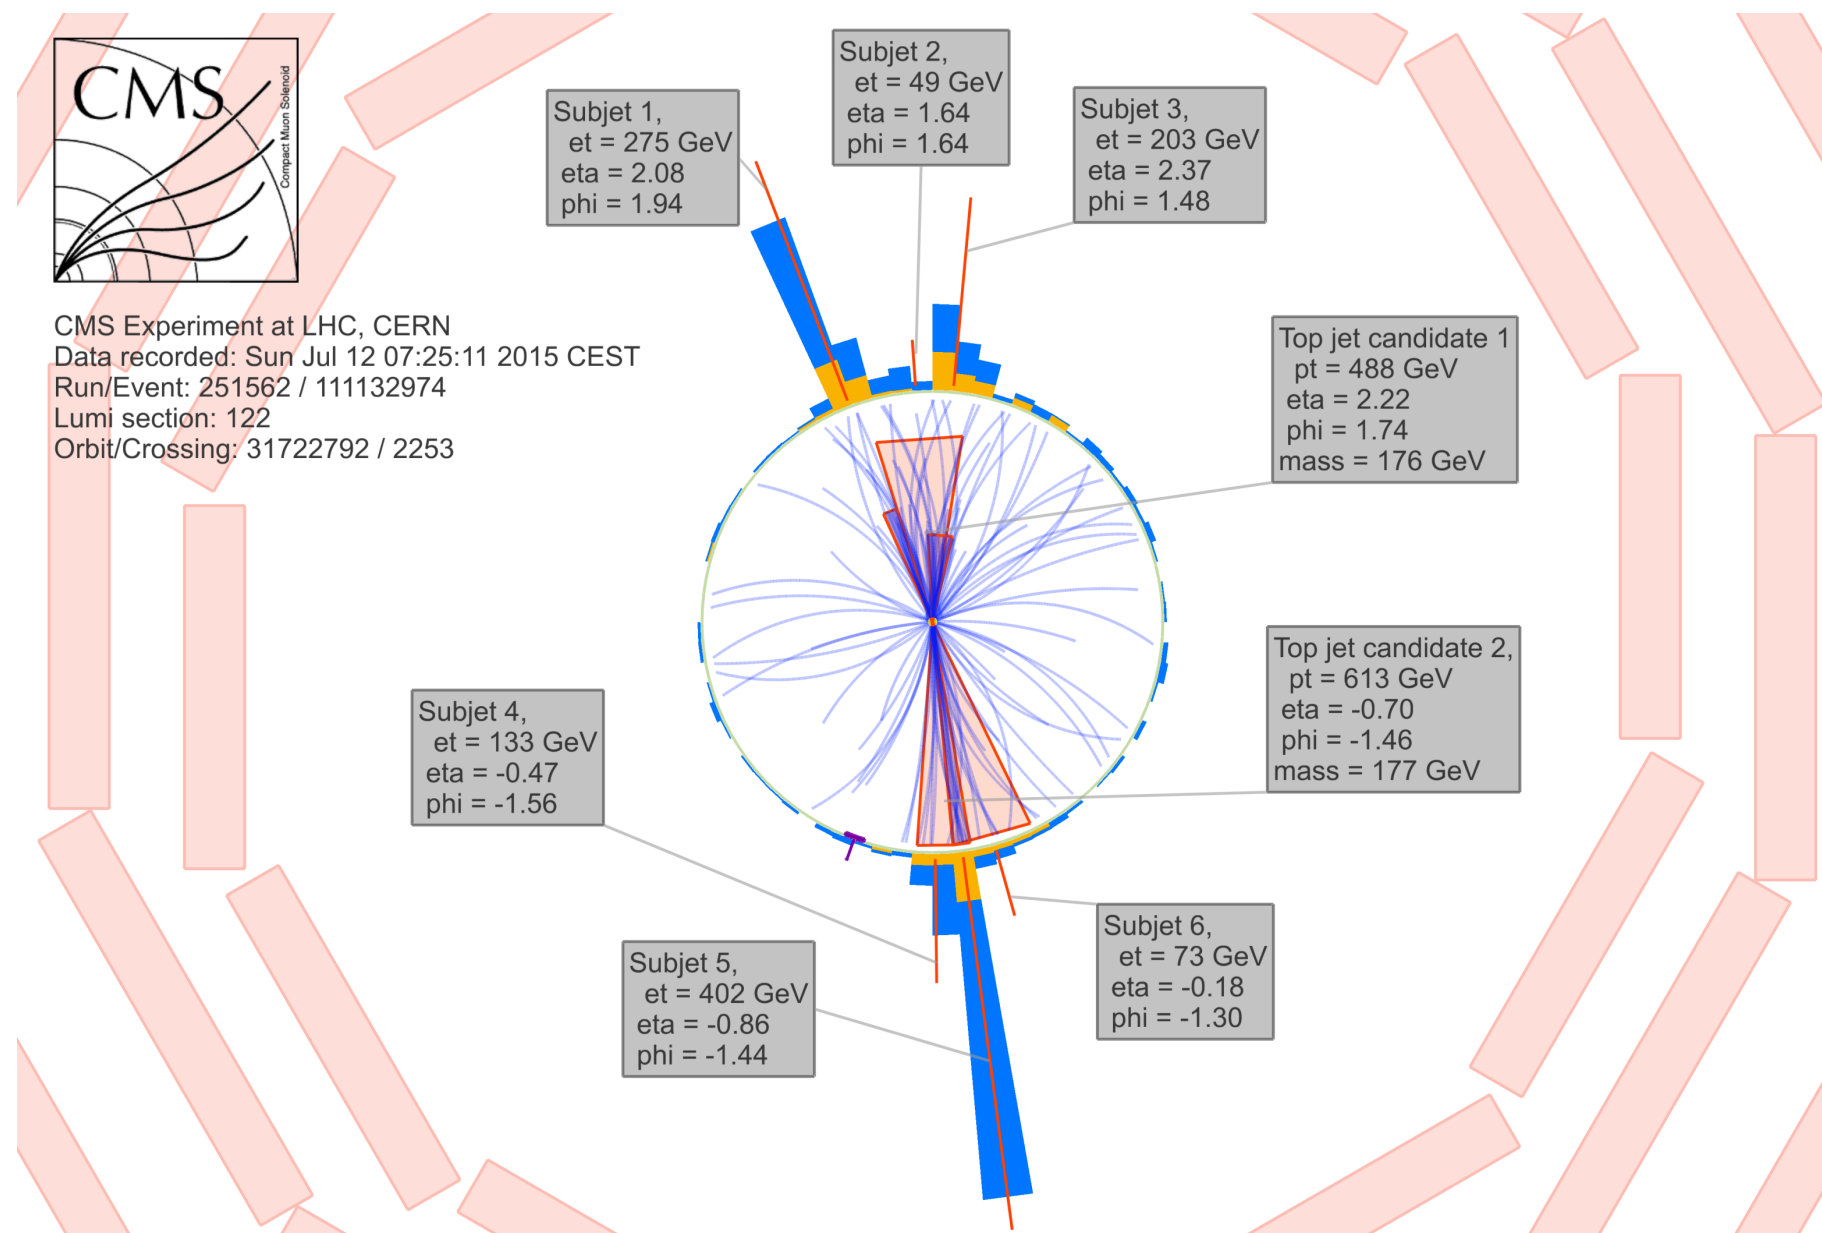 CMS
Compact Muon Solenoid
CMS Experiment at LHC, CERN
Data recorded: Sun Jul 12 07:25:11 2015 CEST
Run/Event: 251562 / 111132974
Lumi section: 122
Orbit/Crossing: 31722792 / 2253
Subjet 1,
et = 275 GeV
eta = 2.08
phi = 1.94
Subjet 2,
et = 49 GeV
eta = 1.64
phi = 1.64
Subjet 3,
et = 203 GeV
eta = 2.37
phi = 1.48
Top jet candidate 1
pt = 488 GeV
eta = 2.22
phi = 1.74
mass = 176 GeV
Top jet candidate 2,
pt = 613 GeV
eta = -0.70
phi = -1.46
mass = 177 GeV
Subjet 4,
et = 133 GeV
eta = -0.47
phi = -1.56
Subjet 5,
et = 402 GeV
eta = -0.86
phi = -1.44
Subjet 6,
et = 73 GeV
eta = -0.18
phi = -1.30